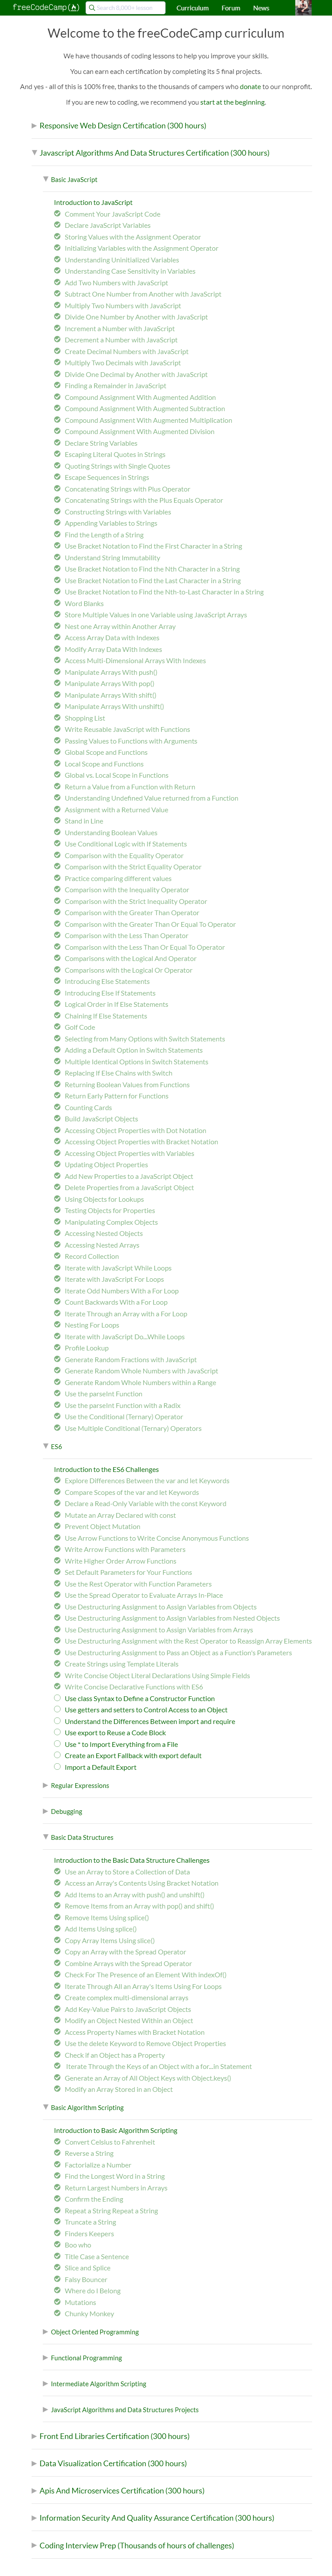 freeCodeCamp(🔥)
Search 8,000+ lessons
Curriculum Forum News
Welcome to the freeCodeCamp curriculum
We have thousands of coding lessons to help you improve your skills.
You can earn each certification by completing its 5 final projects.
And yes - all of this is 100% free, thanks to the thousands of campers who donate to our nonprofit.
If you are new to coding, we recommend you start at the beginning.
Responsive Web Design Certification (300 hours)
Javascript Algorithms And Data Structures Certification (300 hours)
Basic JavaScript
Introduction to JavaScript
Comment Your JavaScript Code
Declare JavaScript Variables
Storing Values with the Assignment Operator
Initializing Variables with the Assignment Operator
Understanding Uninitialized Variables
Understanding Case Sensitivity in Variables
Add Two Numbers with JavaScript
Subtract One Number from Another with JavaScript
Multiply Two Numbers with JavaScript
Divide One Number by Another with JavaScript
Increment a Number with JavaScript
Decrement a Number with JavaScript
Create Decimal Numbers with JavaScript
Multiply Two Decimals with JavaScript
Divide One Decimal by Another with JavaScript
Finding a Remainder in JavaScript
Compound Assignment With Augmented Addition
Compound Assignment With Augmented Subtraction
Compound Assignment With Augmented Multiplication
Compound Assignment With Augmented Division
Declare String Variables
Escaping Literal Quotes in Strings
Quoting Strings with Single Quotes
Escape Sequences in Strings
Concatenating Strings with Plus Operator
Concatenating Strings with the Plus Equals Operator
Constructing Strings with Variables
Appending Variables to Strings
Find the Length of a String
Use Bracket Notation to Find the First Character in a String
Understand String Immutability
Use Bracket Notation to Find the Nth Character in a String
Use Bracket Notation to Find the Last Character in a String
Use Bracket Notation to Find the Nth-to-Last Character in a String
Word Blanks
Store Multiple Values in one Variable using JavaScript Arrays
Nest one Array within Another Array
Access Array Data with Indexes
Modify Array Data With Indexes
Access Multi-Dimensional Arrays With Indexes
Manipulate Arrays With push()
Manipulate Arrays With pop()
Manipulate Arrays With shift()
Manipulate Arrays With unshift()
Shopping List
Write Reusable JavaScript with Functions
Passing Values to Functions with Arguments
Global Scope and Functions
Local Scope and Functions
Global vs. Local Scope in Functions
Return a Value from a Function with Return
Understanding Undefined Value returned from a Function
Assignment with a Returned Value
Stand in Line
Understanding Boolean Values
Use Conditional Logic with If Statements
Comparison with the Equality Operator
Comparison with the Strict Equality Operator
Practice comparing different values
Comparison with the Inequality Operator
Comparison with the Strict Inequality Operator
Comparison with the Greater Than Operator
Comparison with the Greater Than Or Equal To Operator
Comparison with the Less Than Operator
Comparison with the Less Than Or Equal To Operator
Comparisons with the Logical And Operator
Comparisons with the Logical Or Operator
Introducing Else Statements
Introducing Else If Statements
Logical Order in If Else Statements
Chaining If Else Statements
Golf Code
Selecting from Many Options with Switch Statements
Adding a Default Option in Switch Statements
Multiple Identical Options in Switch Statements
Replacing If Else Chains with Switch
Returning Boolean Values from Functions
Return Early Pattern for Functions
Counting Cards
Build JavaScript Objects
Accessing Object Properties with Dot Notation
Accessing Object Properties with Bracket Notation
Accessing Object Properties with Variables
Updating Object Properties
Add New Properties to a JavaScript Object
Delete Properties from a JavaScript Object
Using Objects for Lookups
Testing Objects for Properties
Manipulating Complex Objects
Accessing Nested Objects
Accessing Nested Arrays
Record Collection
Iterate with JavaScript While Loops
Iterate with JavaScript For Loops
Iterate Odd Numbers With a For Loop
Count Backwards With a For Loop
Iterate Through an Array with a For Loop
Nesting For Loops
Iterate with JavaScript Do...While Loops
Profile Lookup
Generate Random Fractions with JavaScript
Generate Random Whole Numbers with JavaScript
Generate Random Whole Numbers within a Range
Use the parseInt Function
Use the parseInt Function with a Radix
Use the Conditional (Ternary) Operator
Use Multiple Conditional (Ternary) Operators
ES6
Introduction to the ES6 Challenges
Explore Differences Between the var and let Keywords
Compare Scopes of the var and let Keywords
Declare a Read-Only Variable with the const Keyword
Mutate an Array Declared with const
Prevent Object Mutation
Use Arrow Functions to Write Concise Anonymous Functions
Write Arrow Functions with Parameters
Write Higher Order Arrow Functions
Set Default Parameters for Your Functions
Use the Rest Operator with Function Parameters
Use the Spread Operator to Evaluate Arrays In-Place
Use Destructuring Assignment to Assign Variables from Objects
Use Destructuring Assignment to Assign Variables from Nested Objects
Use Destructuring Assignment to Assign Variables from Arrays
Use Destructuring Assignment with the Rest Operator to Reassign Array Elements
Use Destructuring Assignment to Pass an Object as a Function's Parameters
Create Strings using Template Literals
Write Concise Object Literal Declarations Using Simple Fields
Write Concise Declarative Functions with ES6
Use class Syntax to Define a Constructor Function
Use getters and setters to Control Access to an Object
Understand the Differences Between import and require
Use export to Reuse a Code Block
Use * to Import Everything from a File
Create an Export Fallback with export default
Import a Default Export
Regular Expressions
Debugging
Basic Data Structures
Introduction to the Basic Data Structure Challenges
Use an Array to Store a Collection of Data
Access an Array's Contents Using Bracket Notation
Add Items to an Array with push() and unshift()
Remove Items from an Array with pop() and shift()
Remove Items Using splice()
Add Items Using splice()
Copy Array Items Using slice()
Copy an Array with the Spread Operator
Combine Arrays with the Spread Operator
Check For The Presence of an Element With indexOf()
Iterate Through All an Array's Items Using For Loops
Create complex multi-dimensional arrays
Add Key-Value Pairs to JavaScript Objects
Modify an Object Nested Within an Object
Access Property Names with Bracket Notation
Use the delete Keyword to Remove Object Properties
Check if an Object has a Property
Iterate Through the Keys of an Object with a for...in Statement
Generate an Array of All Object Keys with Object.keys()
Modify an Array Stored in an Object
Basic Algorithm Scripting
Introduction to Basic Algorithm Scripting
Convert Celsius to Fahrenheit
Reverse a String
Factorialize a Number
Find the Longest Word in a String
Return Largest Numbers in Arrays
Confirm the Ending
Repeat a String Repeat a String
Truncate a String
Finders Keepers
Boo who
Title Case a Sentence
Slice and Splice
Falsy Bouncer
Where do I Belong
Mutations
Chunky Monkey
Object Oriented Programming
Functional Programming
Intermediate Algorithm Scripting
JavaScript Algorithms and Data Structures Projects
Front End Libraries Certification (300 hours)
Data Visualization Certification (300 hours)
Apis And Microservices Certification (300 hours)
Information Security And Quality Assurance Certification (300 hours)
Coding Interview Prep (Thousands of hours of challenges)